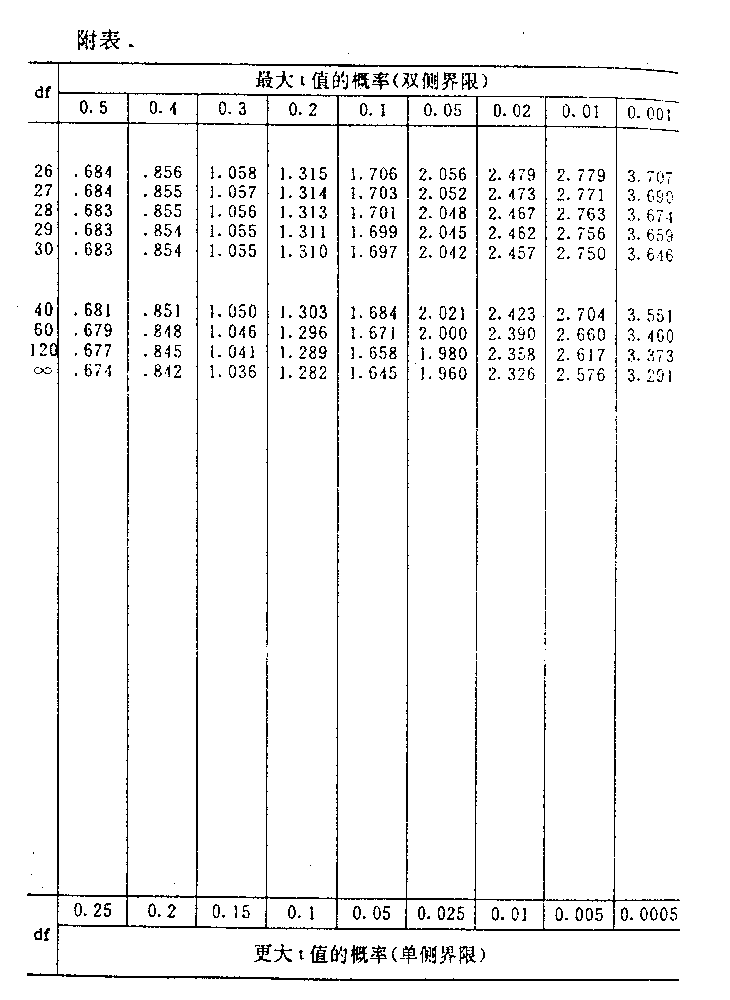 附表.
最大t值的概率(双侧界限)
df
0.5 0.4 0.3 0.2 0.1 0.05 0.02 0.01 0.001
26 .684 .856 1.058 1.315 1.706 2.056 2.479 2.779 3.707
27 .684 .855 1.057 1.314 1.703 2.052 2.473 2.771 3.690
28 .683 .855 1.056 1.313 1.701 2.048 2.467 2.763 3.674
29 .683 .854 1.055 1.311 1.699 2.045 2.462 2.756 3.659
30 .683 .854 1.055 1.310 1.697 2.042 2.457 2.750 3.646
40 .681 .851 1.050 1.303 1.684 2.021 2.423 2.704 3.551
60 .679 .848 1.046 1.296 1.671 2.000 2.390 2.660 3.460
120 .677 .845 1.041 1.289 1.658 1.980 2.358 2.617 3.373
∞ .674 .842 1.036 1.282 1.645 1.960 2.326 2.576 3.291
0.25 0.2 0.15 0.1 0.05 0.025 0.01 0.005 0.0005
df
更大t值的概率(单侧界限)